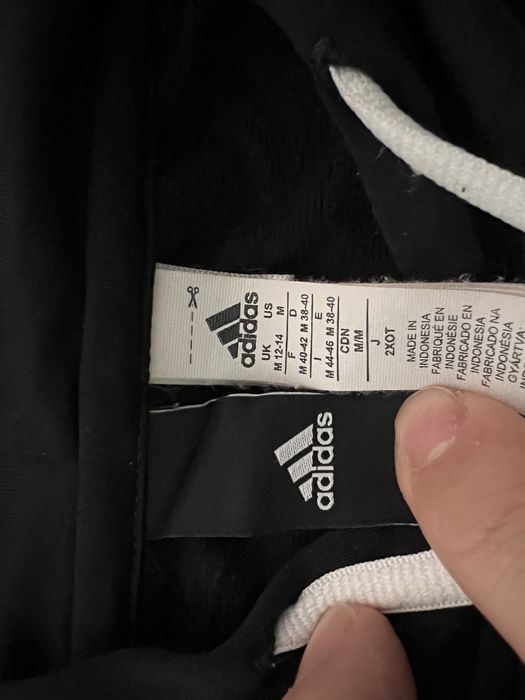 adidas
UK US
M 12-14 M
F D
M 40-42 M 38-40
I E
M 44-46 M 38-40
CDN
M/M
J
2XOT
MADE IN
INDONESIA
FABRIQUÉ EN
INDONÉSIE
FABRICADO EN
INDONESIA
FABRICADO NA
INDONÉSIA
adidas